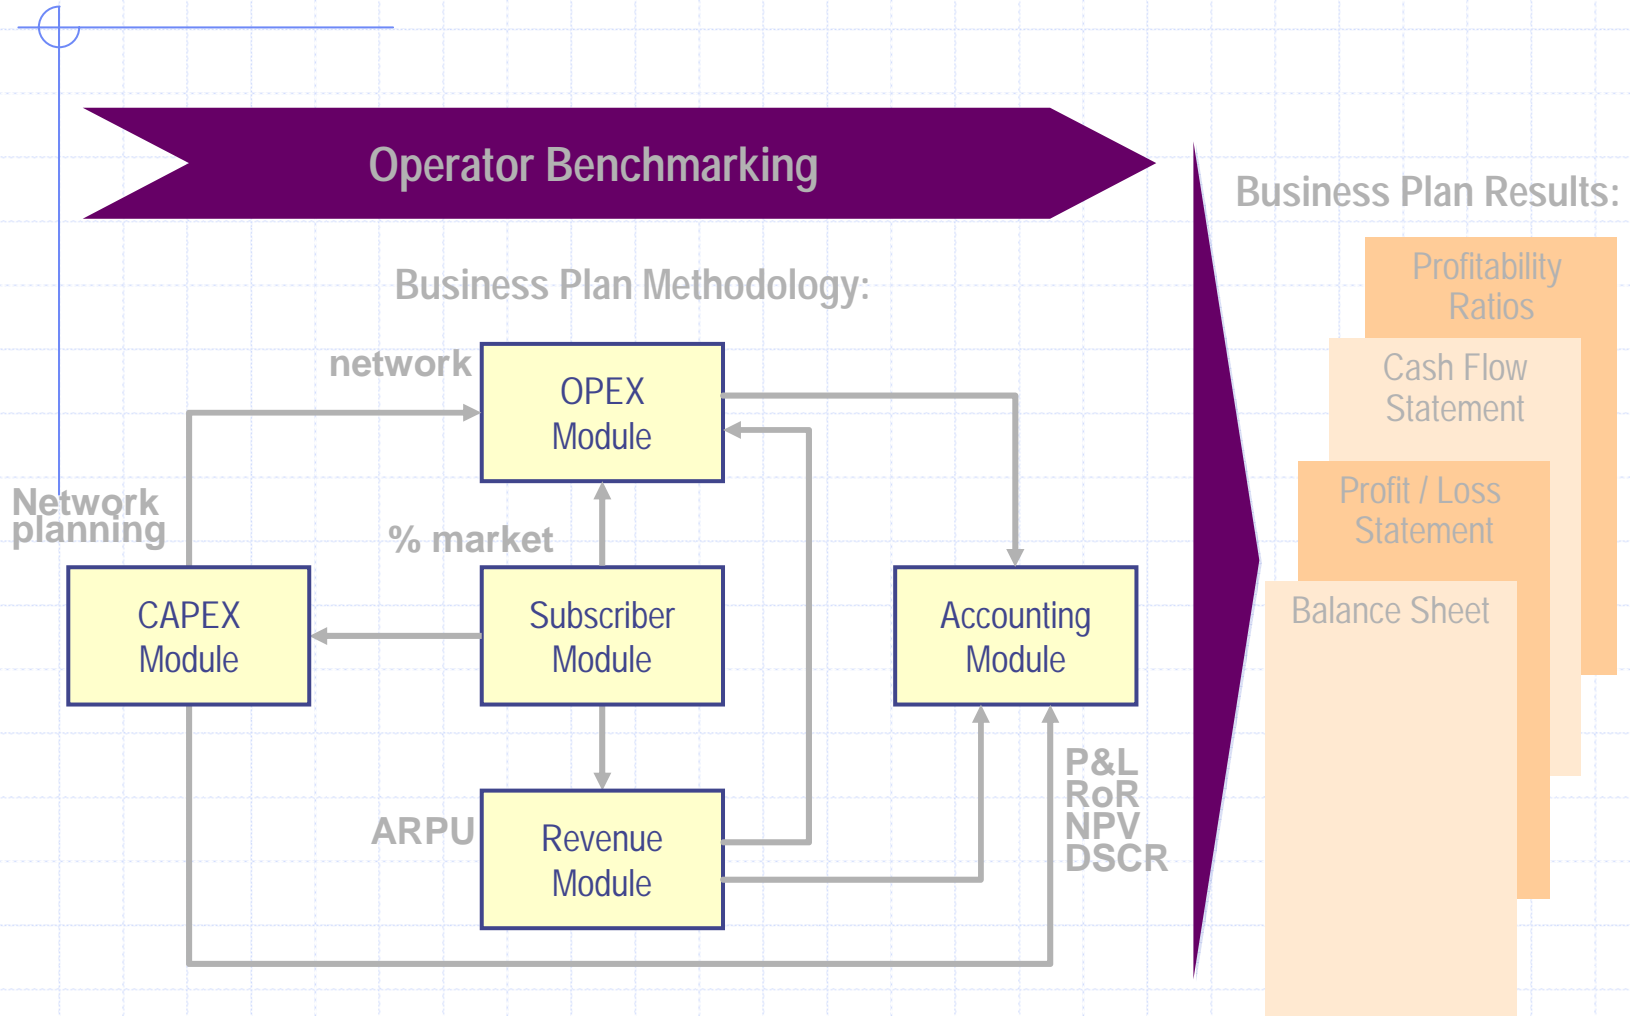 Operator Benchmarking
Business Plan Methodology:
network
OPEX
Module
Network
planning
% market
CAPEX
Module
Subscriber
Module
Accounting
Module
ARPU
Revenue
Module
P&L
RoR
NPV
DSCR
Business Plan Results:
Profitability
Ratios
Cash Flow
Statement
Profit / Loss
Statement
Balance Sheet